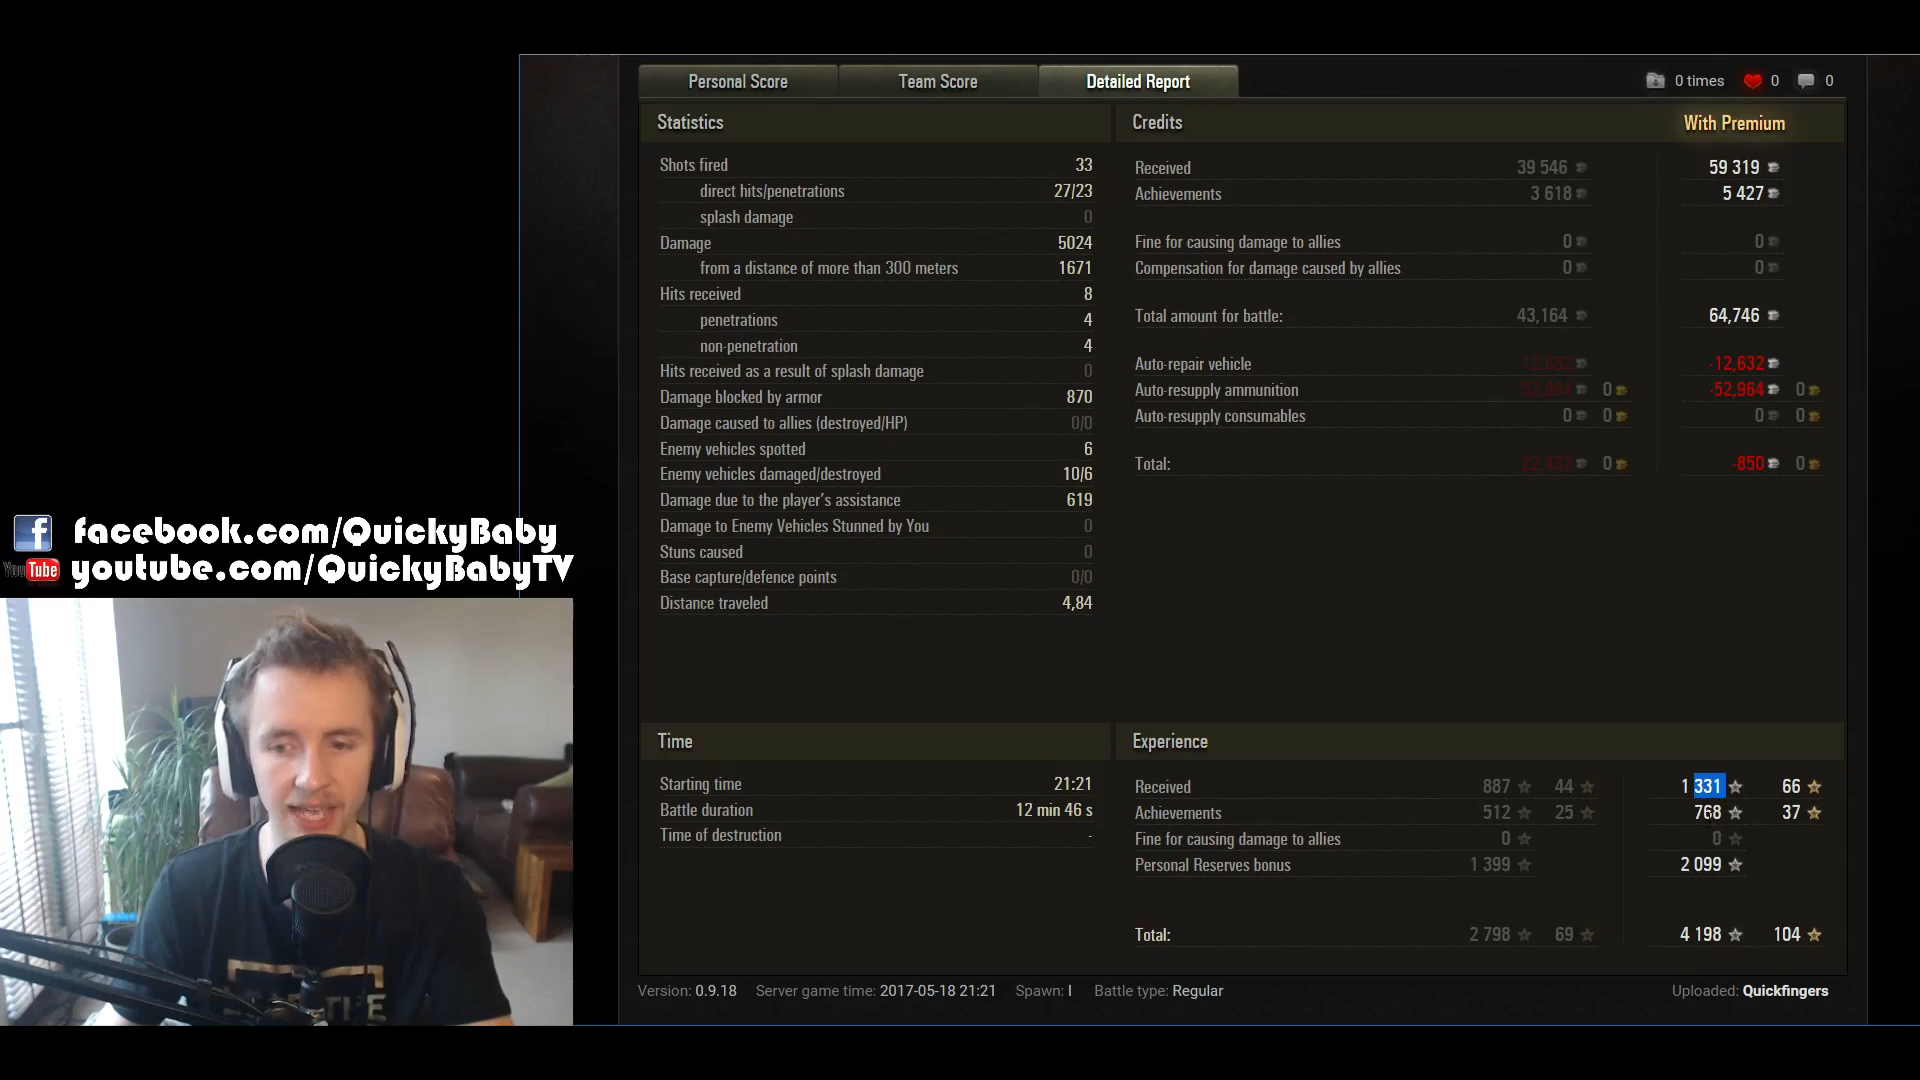 Personal Score Team Score Detailed Report 0 times 0 0
Statistics
Shots fired 33
direct hits/penetrations 27/23
splash damage 0
Damage 5024
from a distance of more than 300 meters 1671
Hits received 8
penetrations 4
non-penetration 4
Hits received as a result of splash damage 0
Damage blocked by armor 870
Damage caused to allies (destroyed/HP) 0/0
Enemy vehicles spotted 6
Enemy vehicles damaged/destroyed 10/6
Damage due to the player's assistance 619
Damage to Enemy Vehicles Stunned by You 0
Stuns caused 0
Base capture/defence points 0/0
Distance traveled 4,84
Credits With Premium
Received 39 546 59 319
Achievements 3 618 5 427
Fine for causing damage to allies 0 0
Compensation for damage caused by allies 0 0
Total amount for battle: 43,164 64,746
Auto-repair vehicle -12,632
Auto-resupply ammunition 0 -52,964 0
Auto-resupply consumables 0 0 0 0
Total: 0 -850 0
Time
Starting time 21:21
Battle duration 12 min 46 s
Time of destruction -
Experience
Received 887 44 1 331 66
Achievements 512 25 768 37
Fine for causing damage to allies 0 0
Personal Reserves bonus 1 399 2 099
Total: 2 798 69 4 198 104
Version: 0.9.18 Server game time: 2017-05-18 21:21 Spawn: I Battle type: Regular Uploaded: Quickfingers
facebook.com/QuickyBaby
YouTube youtube.com/QuickyBabyTV